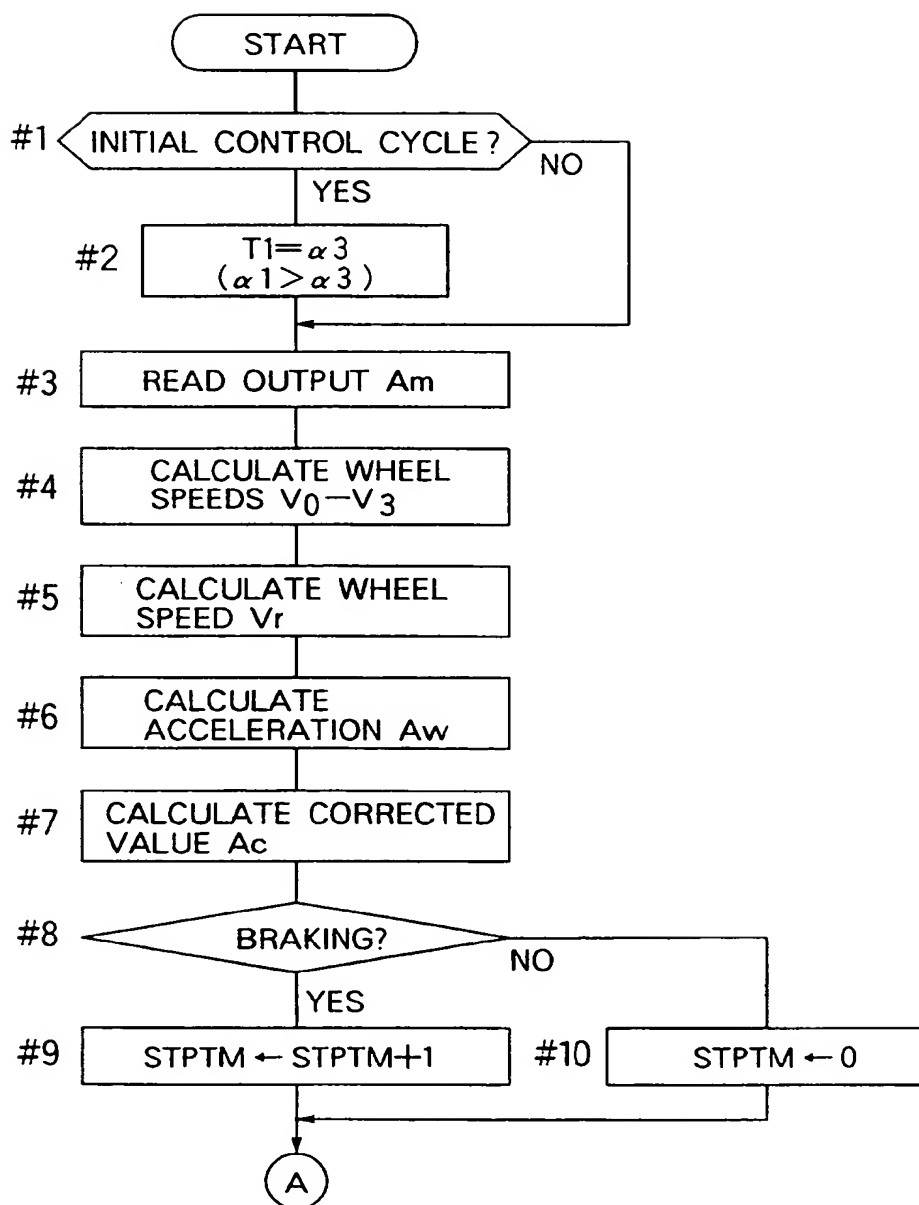 START
#1 INITIAL CONTROL CYCLE?
NO
YES
#2
T1=α3
(α1>α3)
#3 READ OUTPUT Am
#4
CALCULATE WHEEL
SPEEDS V0−V3
#5
CALCULATE WHEEL
SPEED Vr
#6
CALCULATE
ACCELERATION Aw
#7
CALCULATE CORRECTED
VALUE Ac
#8 BRAKING?
NO
YES
#9 STPTM ← STPTM+1
#10 STPTM ← 0
A